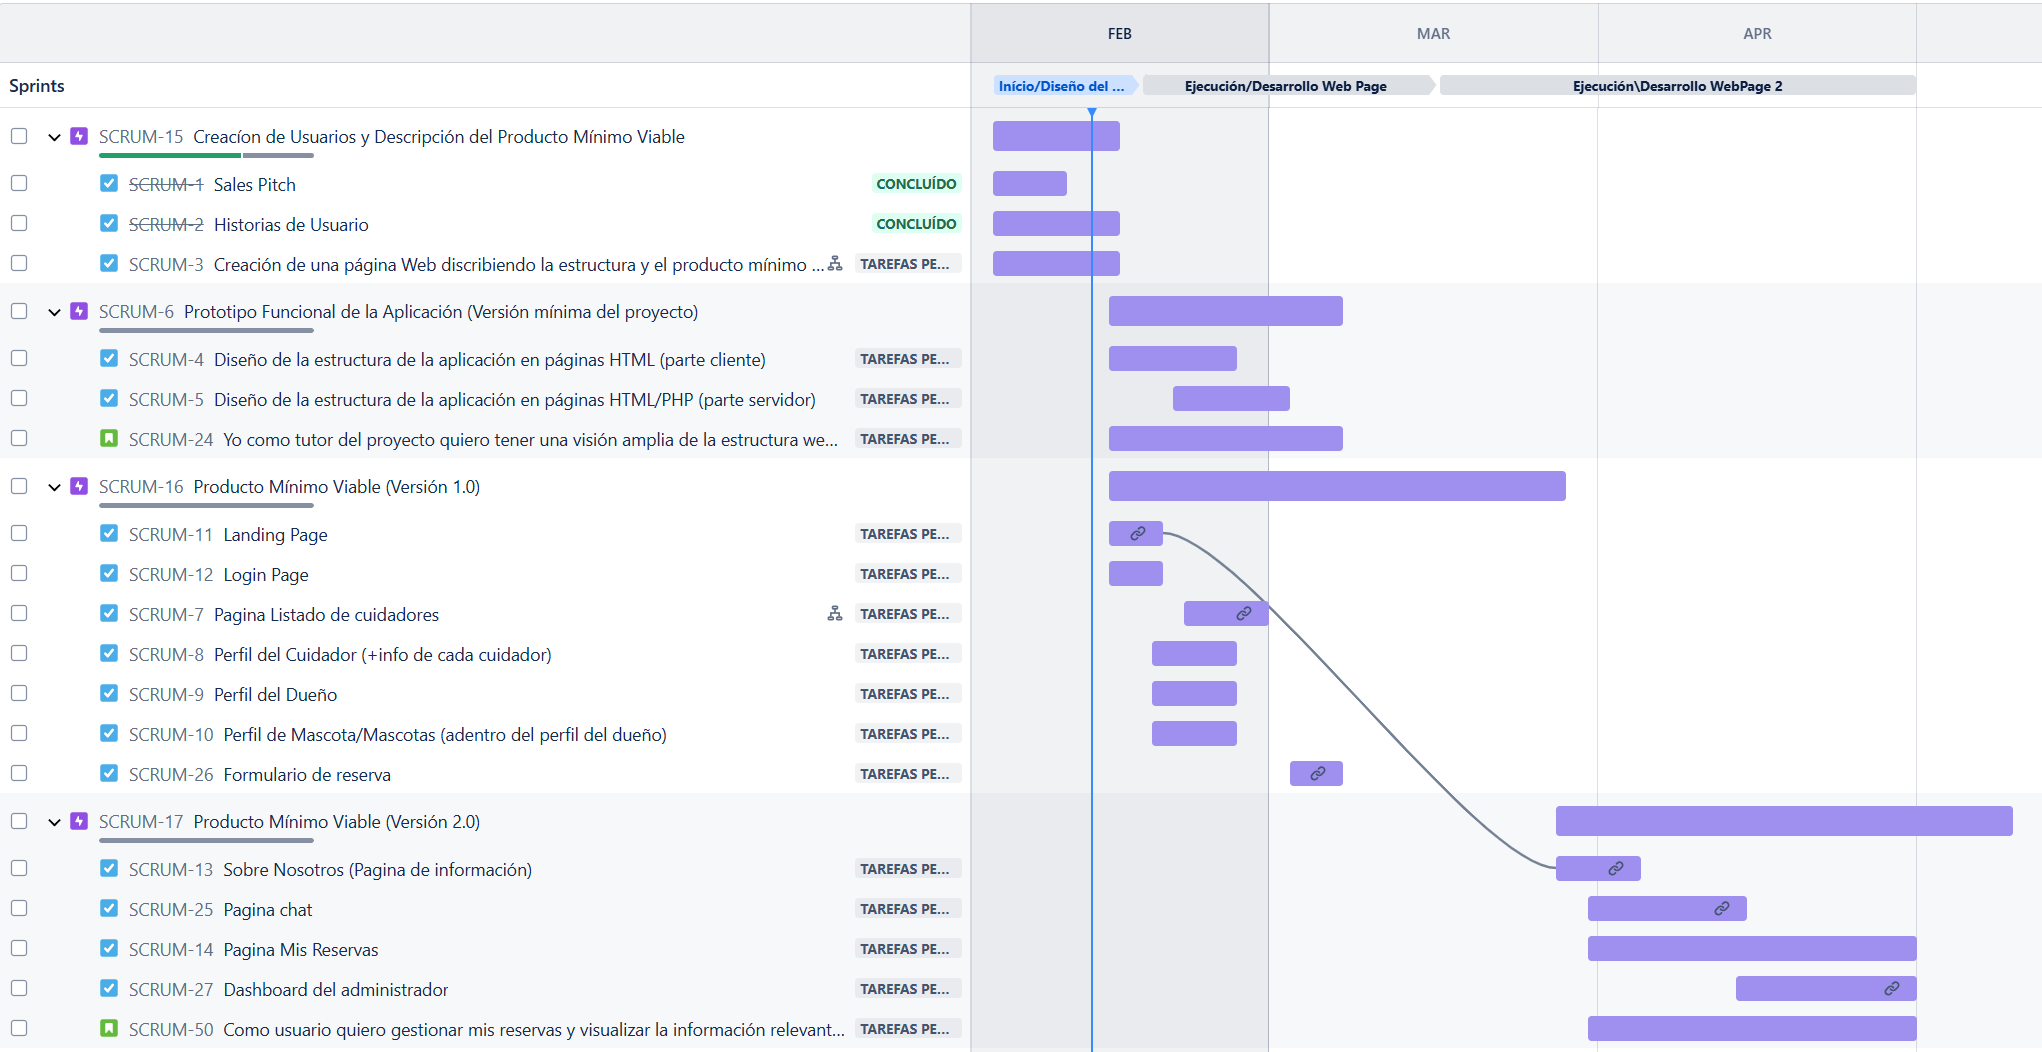 FEB MAR APR
Sprints Início/Diseño del ... Ejecución/Desarrollo Web Page Ejecución\Desarrollo WebPage 2
SCRUM-15 Creacíon de Usuarios y Descripción del Producto Mínimo Viable
SCRUM-1 Sales Pitch CONCLUÍDO
SCRUM-2 Historias de Usuario CONCLUÍDO
SCRUM-3 Creación de una página Web discribiendo la estructura y el producto mínimo ... TAREFAS PE...
SCRUM-6 Prototipo Funcional de la Aplicación (Versión mínima del proyecto)
SCRUM-4 Diseño de la estructura de la aplicación en páginas HTML (parte cliente) TAREFAS PE...
SCRUM-5 Diseño de la estructura de la aplicación en páginas HTML/PHP (parte servidor) TAREFAS PE...
SCRUM-24 Yo como tutor del proyecto quiero tener una visión amplia de la estructura we... TAREFAS PE...
SCRUM-16 Producto Mínimo Viable (Versión 1.0)
SCRUM-11 Landing Page TAREFAS PE...
SCRUM-12 Login Page TAREFAS PE...
SCRUM-7 Pagina Listado de cuidadores TAREFAS PE...
SCRUM-8 Perfil del Cuidador (+info de cada cuidador) TAREFAS PE...
SCRUM-9 Perfil del Dueño TAREFAS PE...
SCRUM-10 Perfil de Mascota/Mascotas (adentro del perfil del dueño) TAREFAS PE...
SCRUM-26 Formulario de reserva TAREFAS PE...
SCRUM-17 Producto Mínimo Viable (Versión 2.0)
SCRUM-13 Sobre Nosotros (Pagina de información) TAREFAS PE...
SCRUM-25 Pagina chat TAREFAS PE...
SCRUM-14 Pagina Mis Reservas TAREFAS PE...
SCRUM-27 Dashboard del administrador TAREFAS PE...
SCRUM-50 Como usuario quiero gestionar mis reservas y visualizar la información relevant... TAREFAS PE...